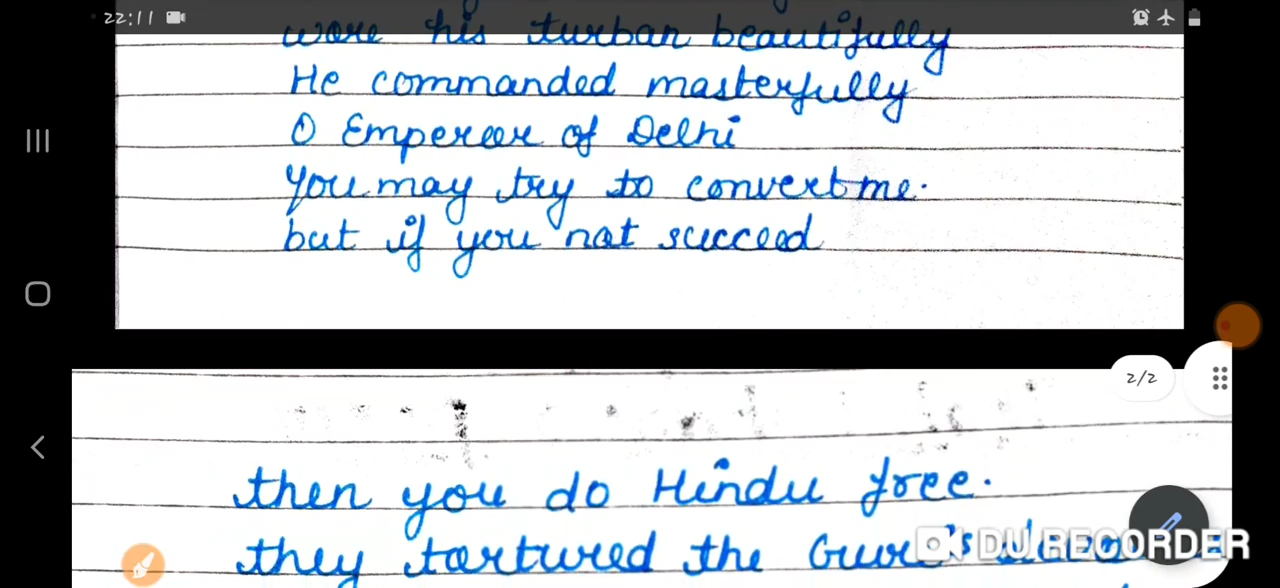 22:11
wore his turban beautifully
He commanded masterfully
O Emperor of Delhi
You may try to convert me.
but if you not succeed
2/2
then you do Hindu free.
they tortured the Guru's
DU RECORDER